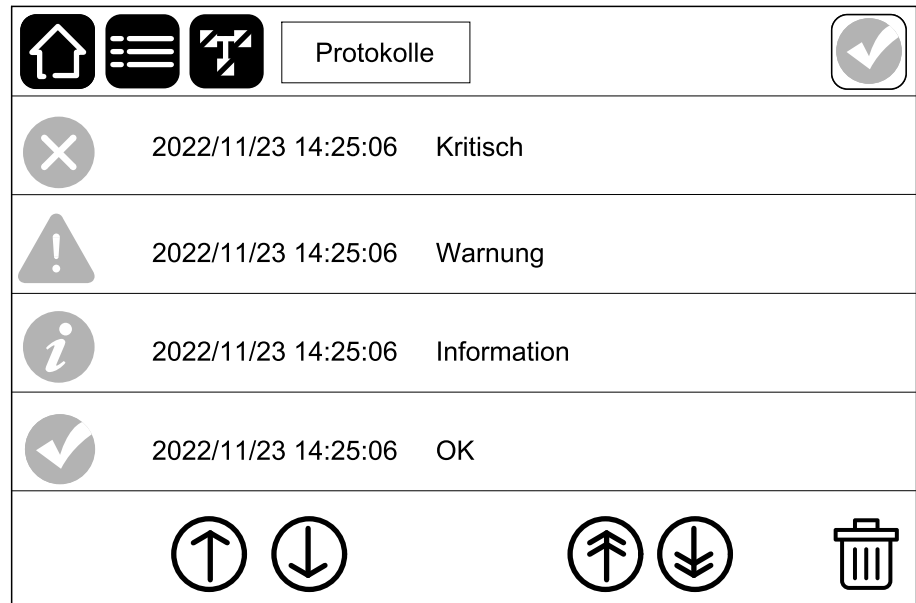 Protokolle
2022/11/23 14:25:06 Kritisch
2022/11/23 14:25:06 Warnung
2022/11/23 14:25:06 Information
2022/11/23 14:25:06 OK